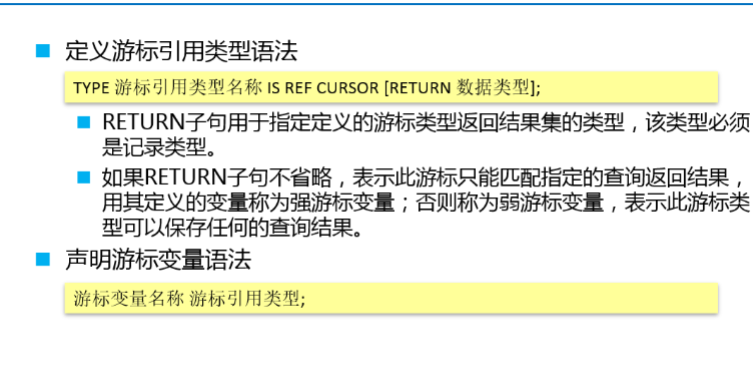 定义游标引用类型语法
TYPE 游标引用类型名称 IS REF CURSOR [RETURN 数据类型];
RETURN子句用于指定定义的游标类型返回结果集的类型，该类型必须
是记录类型。
如果RETURN子句不省略，表示此游标只能匹配指定的查询返回结果，
用其定义的变量称为强游标变量；否则称为弱游标变量，表示此游标类
型可以保存任何的查询结果。
声明游标变量语法
游标变量名称 游标引用类型;